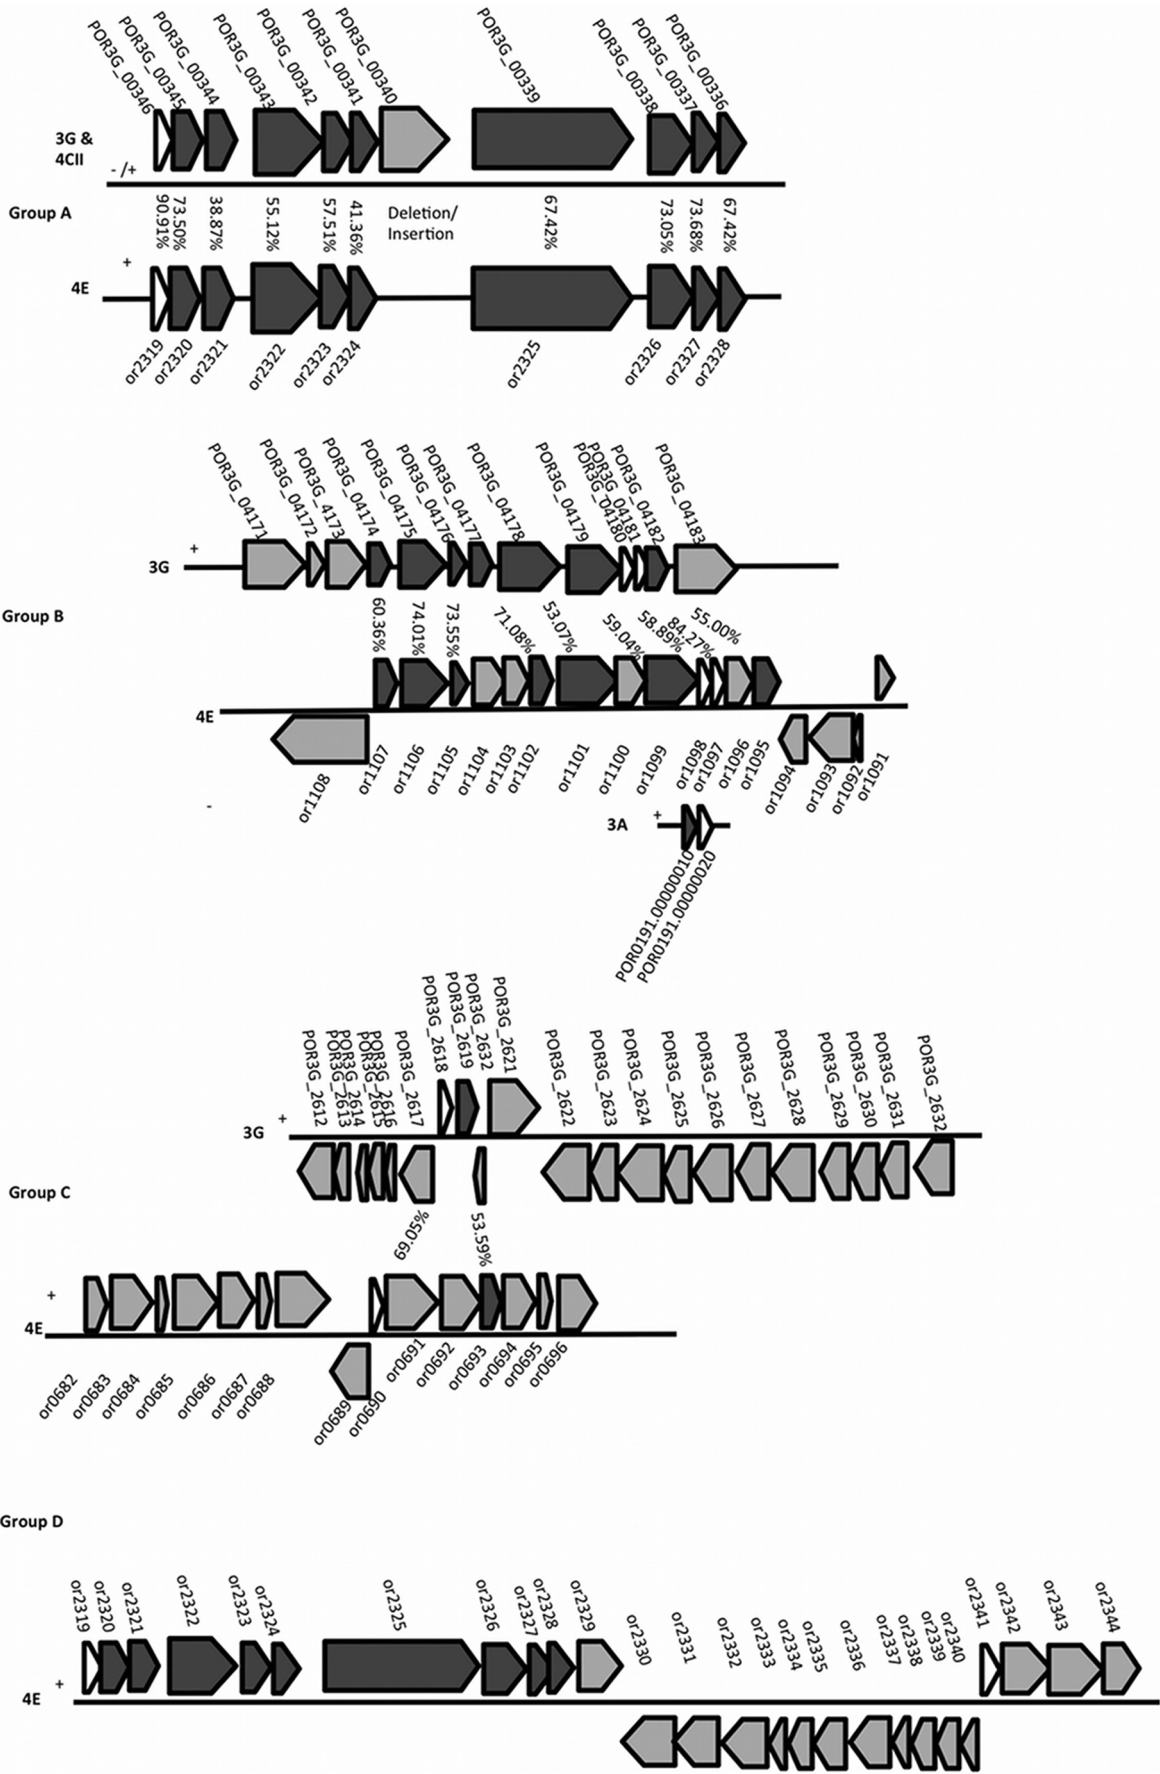 POR3G_00346
POR3G_00345
POR3G_00344
POR3G_00343
POR3G_00342
POR3G_00341
POR3G_00340
POR3G_00339
POR3G_00338
POR3G_00337
POR3G_00336
3G &
4CII
- /+
Group A
90.91%
73.50%
38.87%
55.12%
57.51%
41.36%
Deletion/
Insertion
67.42%
73.05%
73.68%
67.42%
+
4E
or2319
or2320
or2321
or2322
or2323
or2324
or2325
or2326
or2327
or2328
POR3G_04171
POR3G_04172
POR3G_4173
POR3G_04174
POR3G_04175
POR3G_04176
POR3G_04177
POR3G_04178
POR3G_04179
POR3G_04180
POR3G_04181
POR3G_04182
POR3G_04183
+
3G
Group B
60.36%
74.01%
73.55%
71.08%
53.07%
59.04%
58.89%
84.27%
55.00%
4E
or1108
or1107
or1106
or1105
or1104
or1103
or1102
or1101
or1100
or1099
or1098
or1097
or1096
or1095
or1094
or1093
or1092
or1091
-
3A
+
POR0191.00000010
POR0191.00000020
POR3G_2612
POR3G_2613
POR3G_2614
POR3G_2615
POR3G_2616
POR3G_2617
POR3G_2618
POR3G_2619
POR3G_2632
POR3G_2621
POR3G_2622
POR3G_2623
POR3G_2624
POR3G_2625
POR3G_2626
POR3G_2627
POR3G_2628
POR3G_2629
POR3G_2630
POR3G_2631
POR3G_2632
+
3G
Group C
69.05%
53.59%
+
4E
or0682
or0683
or0684
or0685
or0686
or0687
or0688
or0689
or0690
or0691
or0692
or0693
or0694
or0695
or0696
Group D
or2319
or2320
or2321
or2322
or2323
or2324
or2325
or2326
or2327
or2328
or2329
or2330
or2331
or2332
or2333
or2334
or2335
or2336
or2337
or2338
or2339
or2340
or2341
or2342
or2343
or2344
4E
+